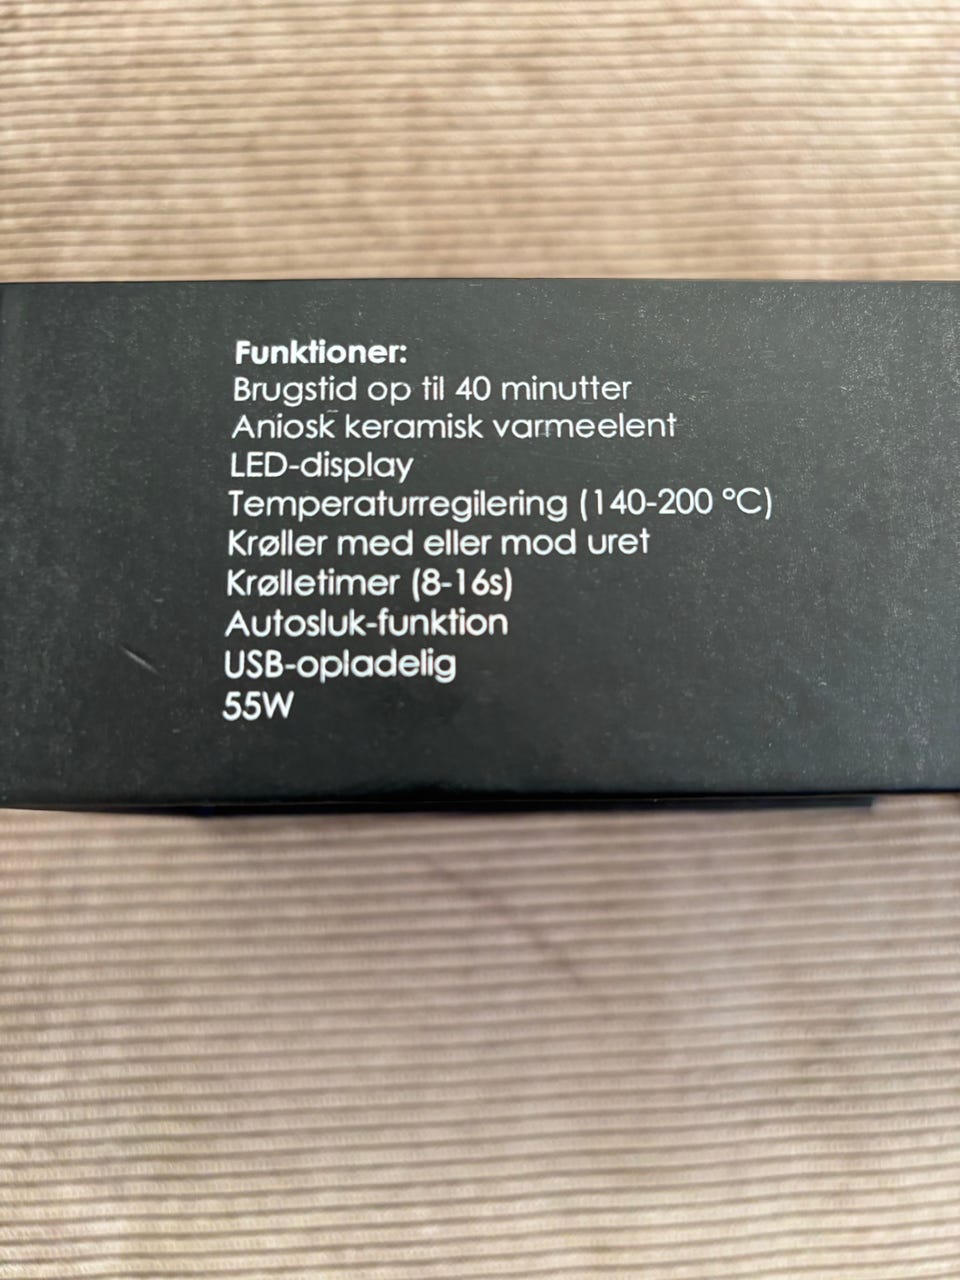 Funktioner:
Brugstid op til 40 minutter
Aniosk keramisk varmeelent
LED-display
Temperaturregilering (140-200 °C)
Krøller med eller mod uret
Krølletimer (8-16s)
Autosluk-funktion
USB-opladelig
55W